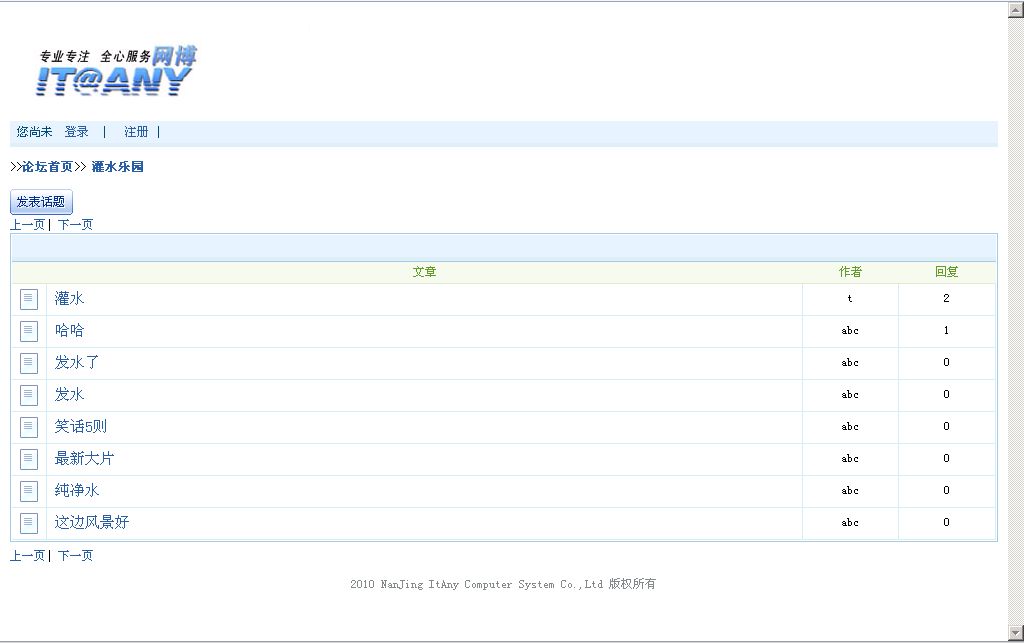 专业专注 全心服务 网博
IT@ANY
您尚未 登录 | 注册 |
>>论坛首页>> 灌水乐园
发表话题
上一页| 下一页
文章 作者 回复
灌水 t 2
哈哈 abc 1
发水了 abc 0
发水 abc 0
笑话5则 abc 0
最新大片 abc 0
纯净水 abc 0
这边风景好 abc 0
上一页| 下一页
2010 NanJing ItAny Computer System Co.,Ltd 版权所有